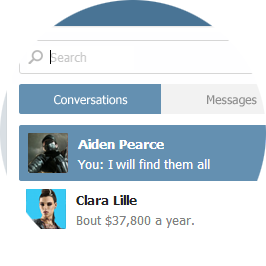 Search
Conversations Messages
Aiden Pearce
You: I will find them all
Clara Lille
Bout $37,800 a year.